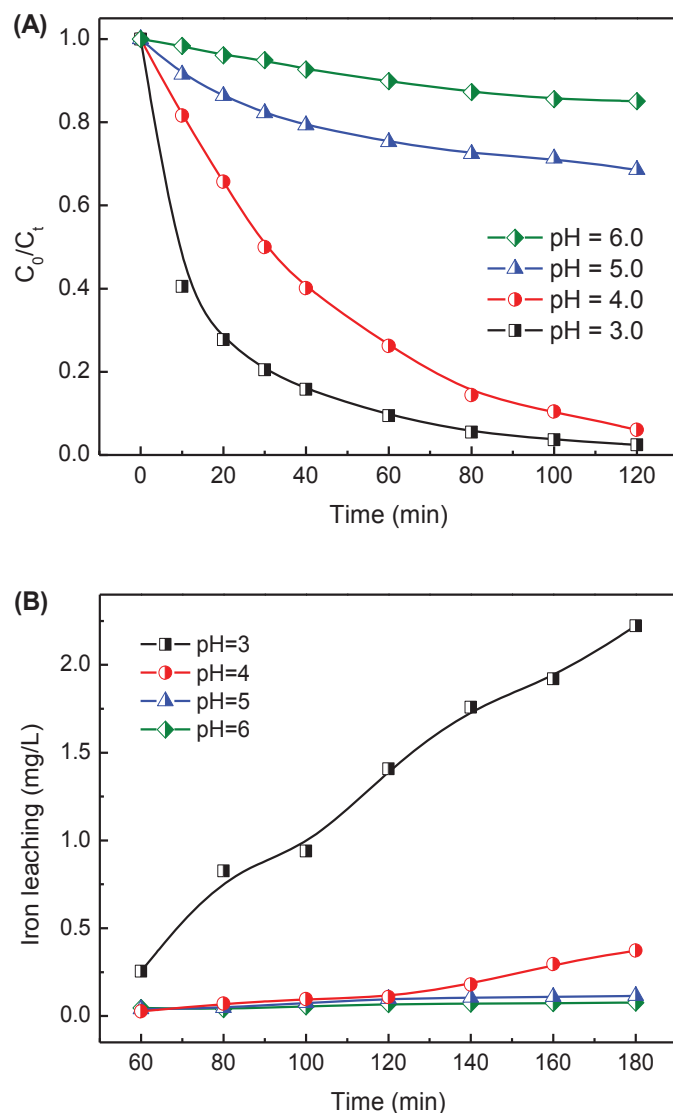 (A)
1.0
0.8
0.6
0.4
0.2
0.0
C₀/Cₜ
pH = 6.0
pH = 5.0
pH = 4.0
pH = 3.0
0 20 40 60 80 100 120
Time (min)
(B)
2.0
1.5
1.0
0.5
0.0
Iron leaching (mg/L)
pH=3
pH=4
pH=5
pH=6
60 80 100 120 140 160 180
Time (min)